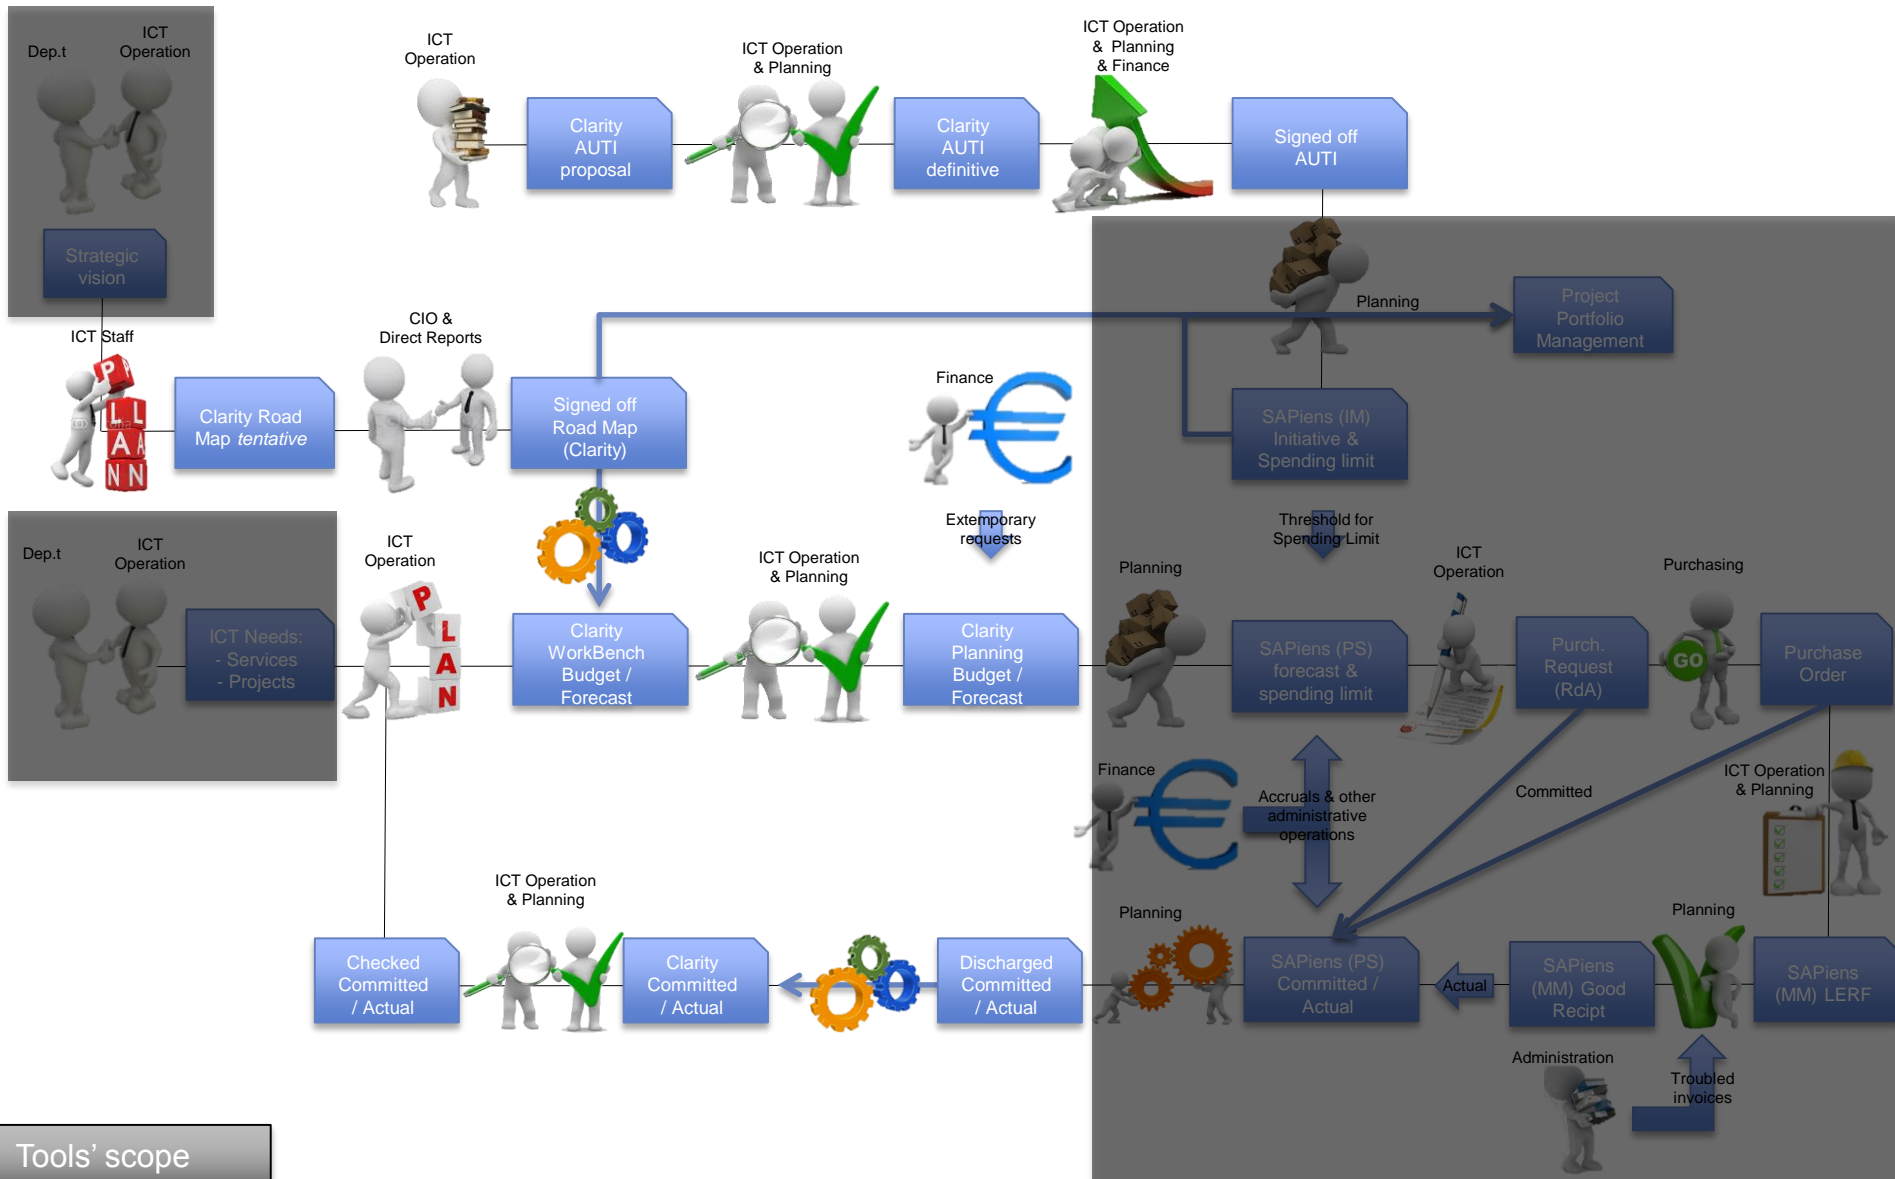 Dep.t
ICT
Operation
Strategic
vision
ICT
Operation
Clarity
AUTI
proposal
ICT Operation
& Planning
Clarity
AUTI
definitive
ICT Operation
& Planning
& Finance
Signed off
AUTI
ICT Staff
P
P
L
L
A
A
N
N
Clarity Road
Map tentative
CIO &
Direct Reports
Signed off
Road Map
(Clarity)
Finance
Extemporary
requests
Planning
Project
Portfolio
Management
SAPiens (IM)
Initiative &
Spending limit
Threshold for
Spending Limit
Dep.t
ICT
Operation
ICT Needs:
- Services
- Projects
ICT
Operation
P
L
A
N
Clarity
WorkBench
Budget /
Forecast
ICT Operation
& Planning
Clarity
Planning
Budget /
Forecast
Planning
SAPiens (PS)
forecast &
spending limit
ICT
Operation
Purch.
Request
(RdA)
Purchasing
GO
Purchase
Order
Finance
Accruals & other
administrative
operations
Committed
ICT Operation
& Planning
Checked
Committed
/ Actual
ICT Operation
& Planning
Clarity
Committed
/ Actual
Discharged
Committed
/ Actual
Planning
SAPiens (PS)
Committed /
Actual
Actual
SAPiens
(MM) Good
Recipt
Planning
SAPiens
(MM) LERF
Administration
Troubled
invoices
Tools’ scope